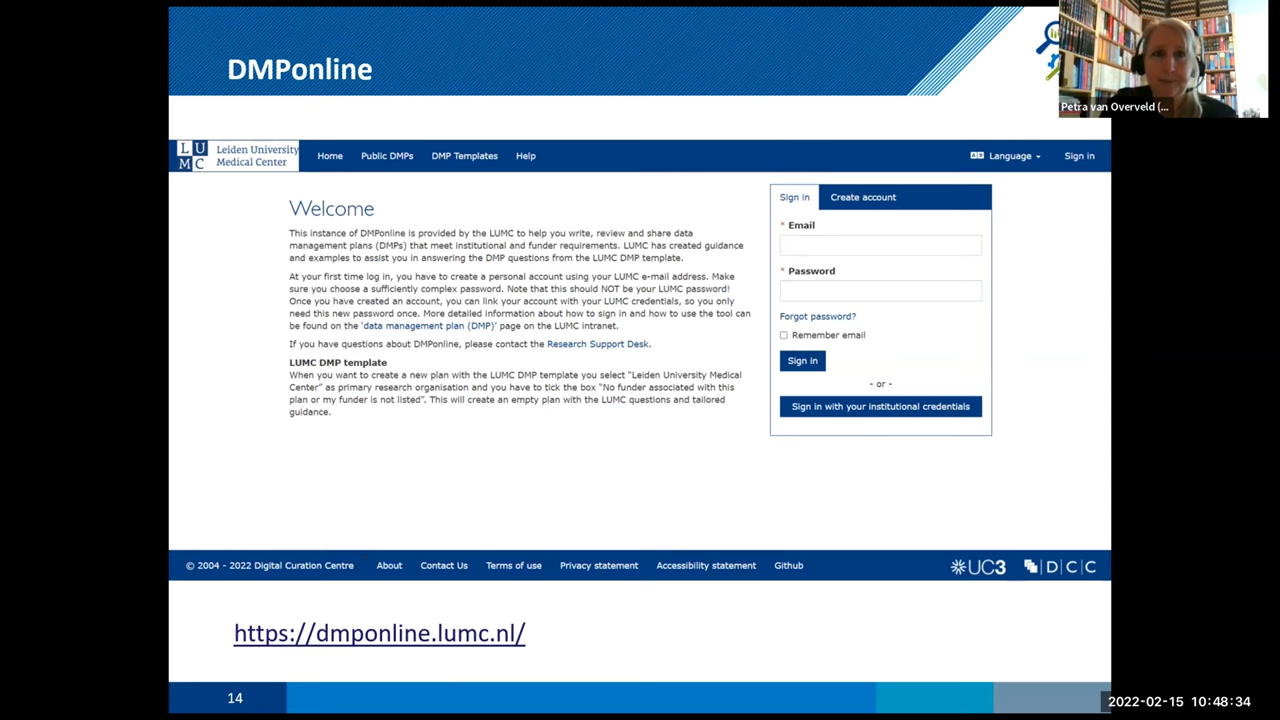 DMPonline
Petra van Overveld (...
L U M C
Leiden University
Medical Center
Home Public DMPs DMP Templates Help Language Sign in
Welcome
This instance of DMPonline is provided by the LUMC to help you write, review and share data
management plans (DMPs) that meet institutional and funder requirements. LUMC has created guidance
and examples to assist you in answering the DMP questions from the LUMC DMP template.
At your first time log in, you have to create a personal account using your LUMC e-mail address. Make
sure you choose a sufficiently complex password. Note that this should NOT be your LUMC password!
Once you have created an account, you can link your account with your LUMC credentials, so you only
need this new password once. More detailed information about how to sign in and how to use the tool can
be found on the 'data management plan (DMP)' page on the LUMC intranet.
If you have questions about DMPonline, please contact the Research Support Desk.
LUMC DMP template
When you want to create a new plan with the LUMC DMP template you select "Leiden University Medical
Center" as primary research organisation and you have to tick the box "No funder associated with this
plan or my funder is not listed". This will create an empty plan with the LUMC questions and tailored
guidance.
Sign in Create account
* Email
* Password
Forgot password?
Remember email
Sign in
- or -
Sign in with your institutional credentials
© 2004 - 2022 Digital Curation Centre About Contact Us Terms of use Privacy statement Accessibility statement Github UC3 D|C|C
https://dmponline.lumc.nl/
14
2022-02-15 10:48:34